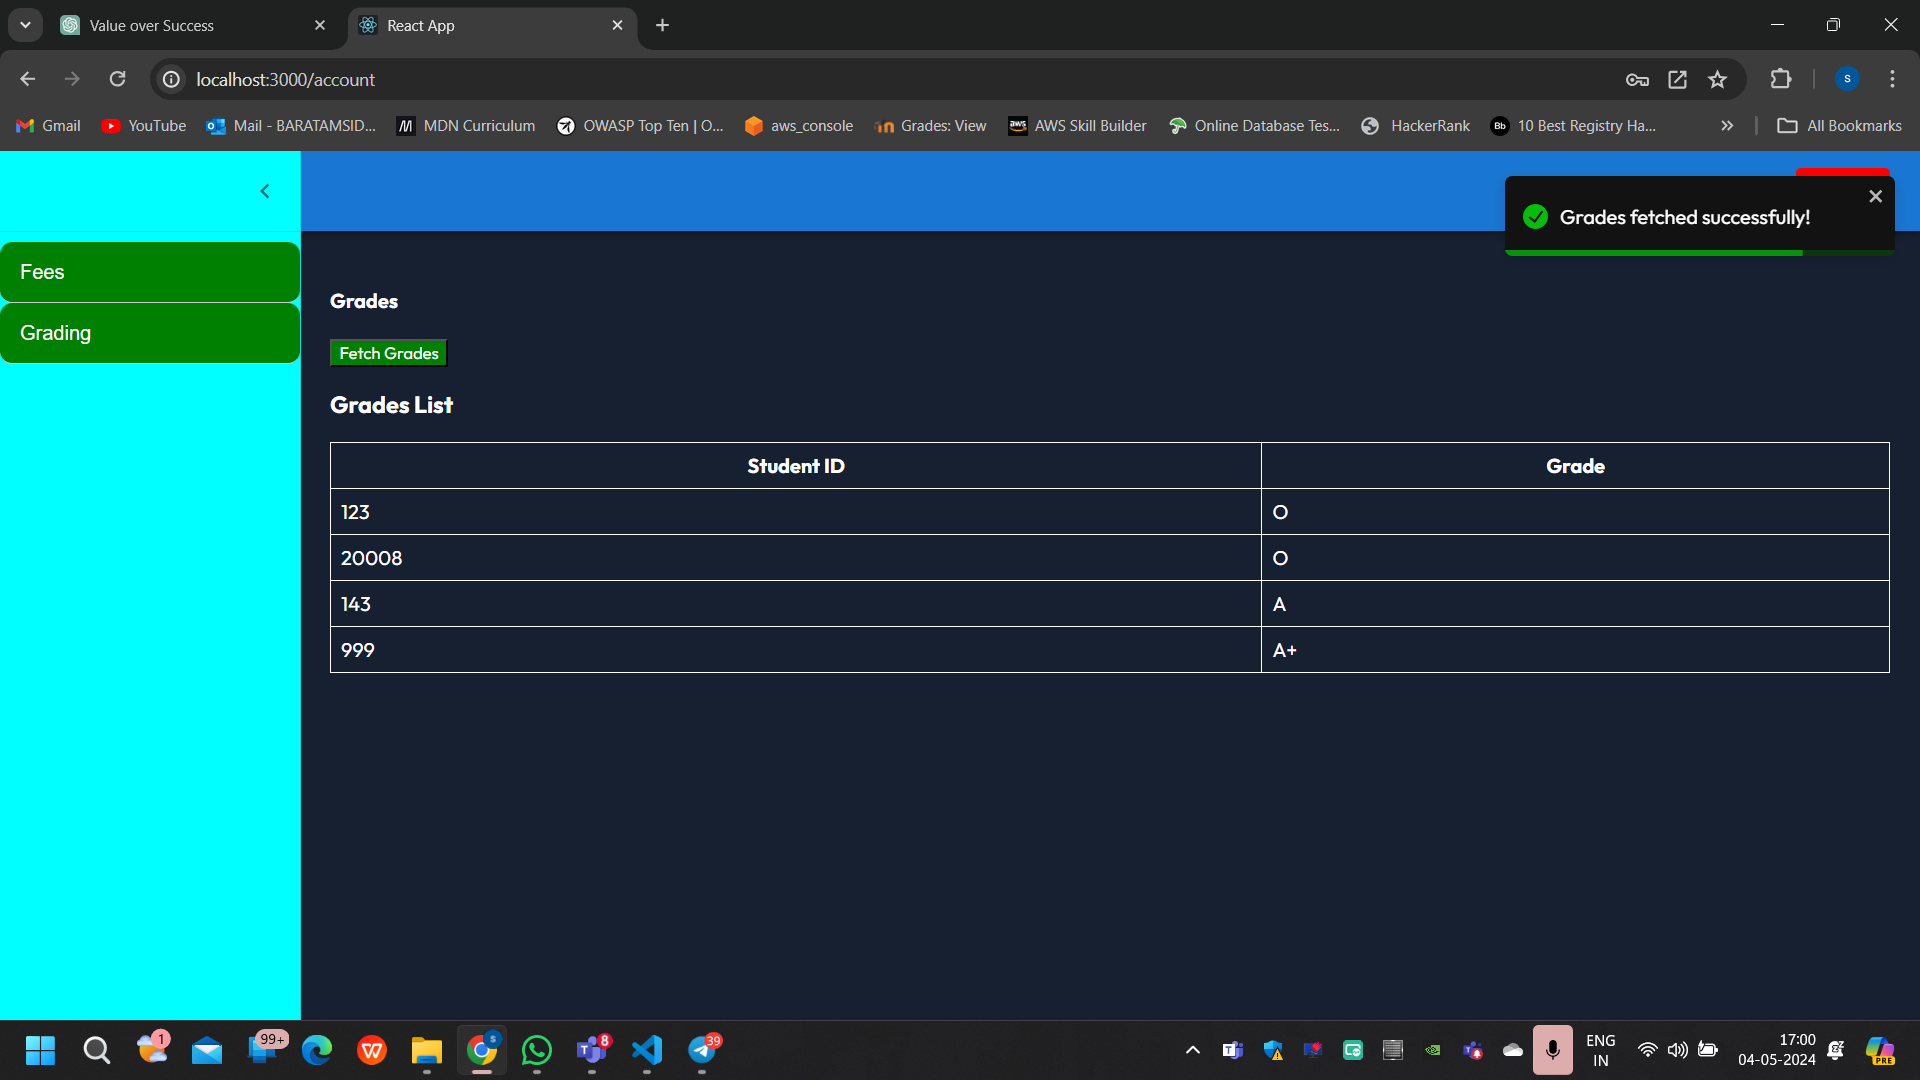 Value over Success
React App
localhost:3000/account
S
Gmail
YouTube
Mail - BARATAMSID...
MDN Curriculum
OWASP Top Ten | O...
aws_console
Grades: View
AWS Skill Builder
Online Database Tes...
HackerRank
Bb
10 Best Registry Ha...
All Bookmarks
Grades fetched successfully!
Fees
Grading
Grades
Fetch Grades
Grades List
Student ID Grade
123 O
20008 O
143 A
999 A+
1
99+
8
39
ENG
IN
17:00
04-05-2024
PRE